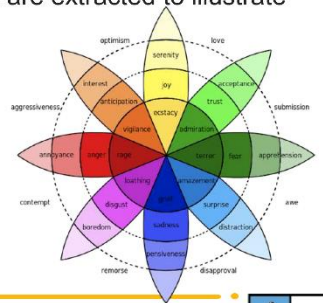 are extracted to illustrate
optimism
love
serenity
interest
acceptance
joy
anticipation
trust
aggressiveness
submission
ecstacy
vigilance
admiration
annoyance
anger
rage
terror
fear
apprehension
loathing
grief
amazement
disgust
surprise
contempt
awe
boredom
sadness
distraction
pensiveness
remorse
disapproval